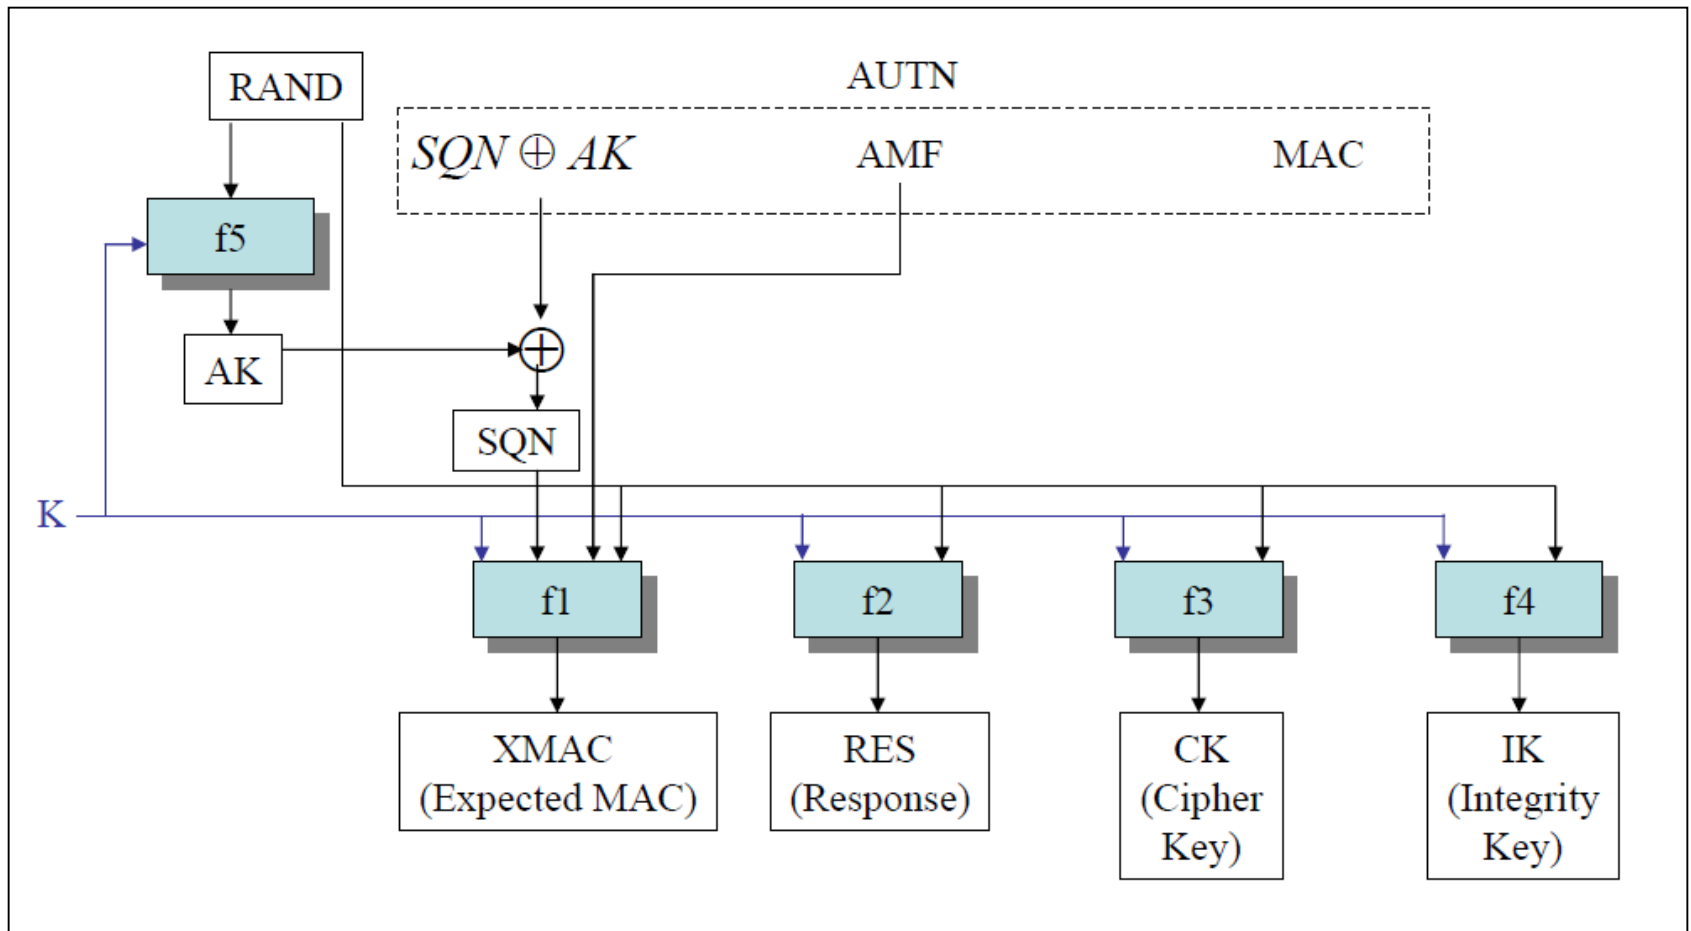 RAND
AUTN
SQN ⊕ AK
AMF
MAC
f5
AK
SQN
K
f1
f2
f3
f4
XMAC
(Expected MAC)
RES
(Response)
CK
(Cipher
Key)
IK
(Integrity
Key)